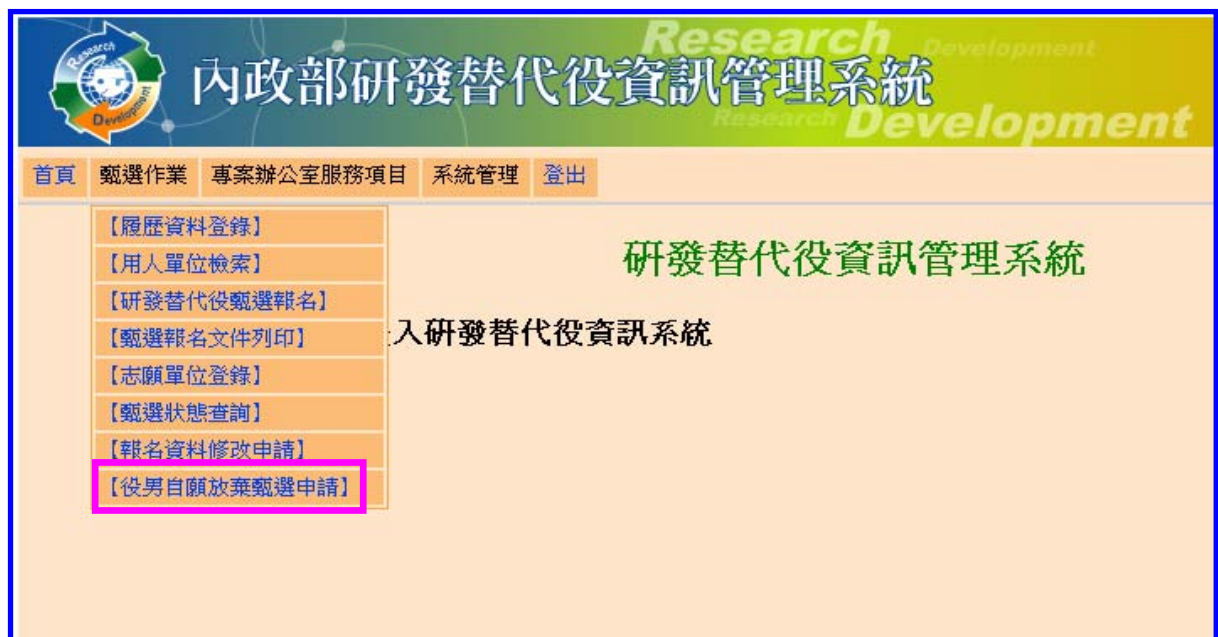 Research Development
內政部研發替代役資訊管理系統
Research Development
Research
Development
首頁 甄選作業 專案辦公室服務項目 系統管理 登出
【履歷資料登錄】
【用人單位檢索】
【研發替代役甄選報名】
【甄選報名文件列印】
【志願單位登錄】
【甄選狀態查詢】
【報名資料修改申請】
【役男自願放棄甄選申請】
研發替代役資訊管理系統
入研發替代役資訊系統